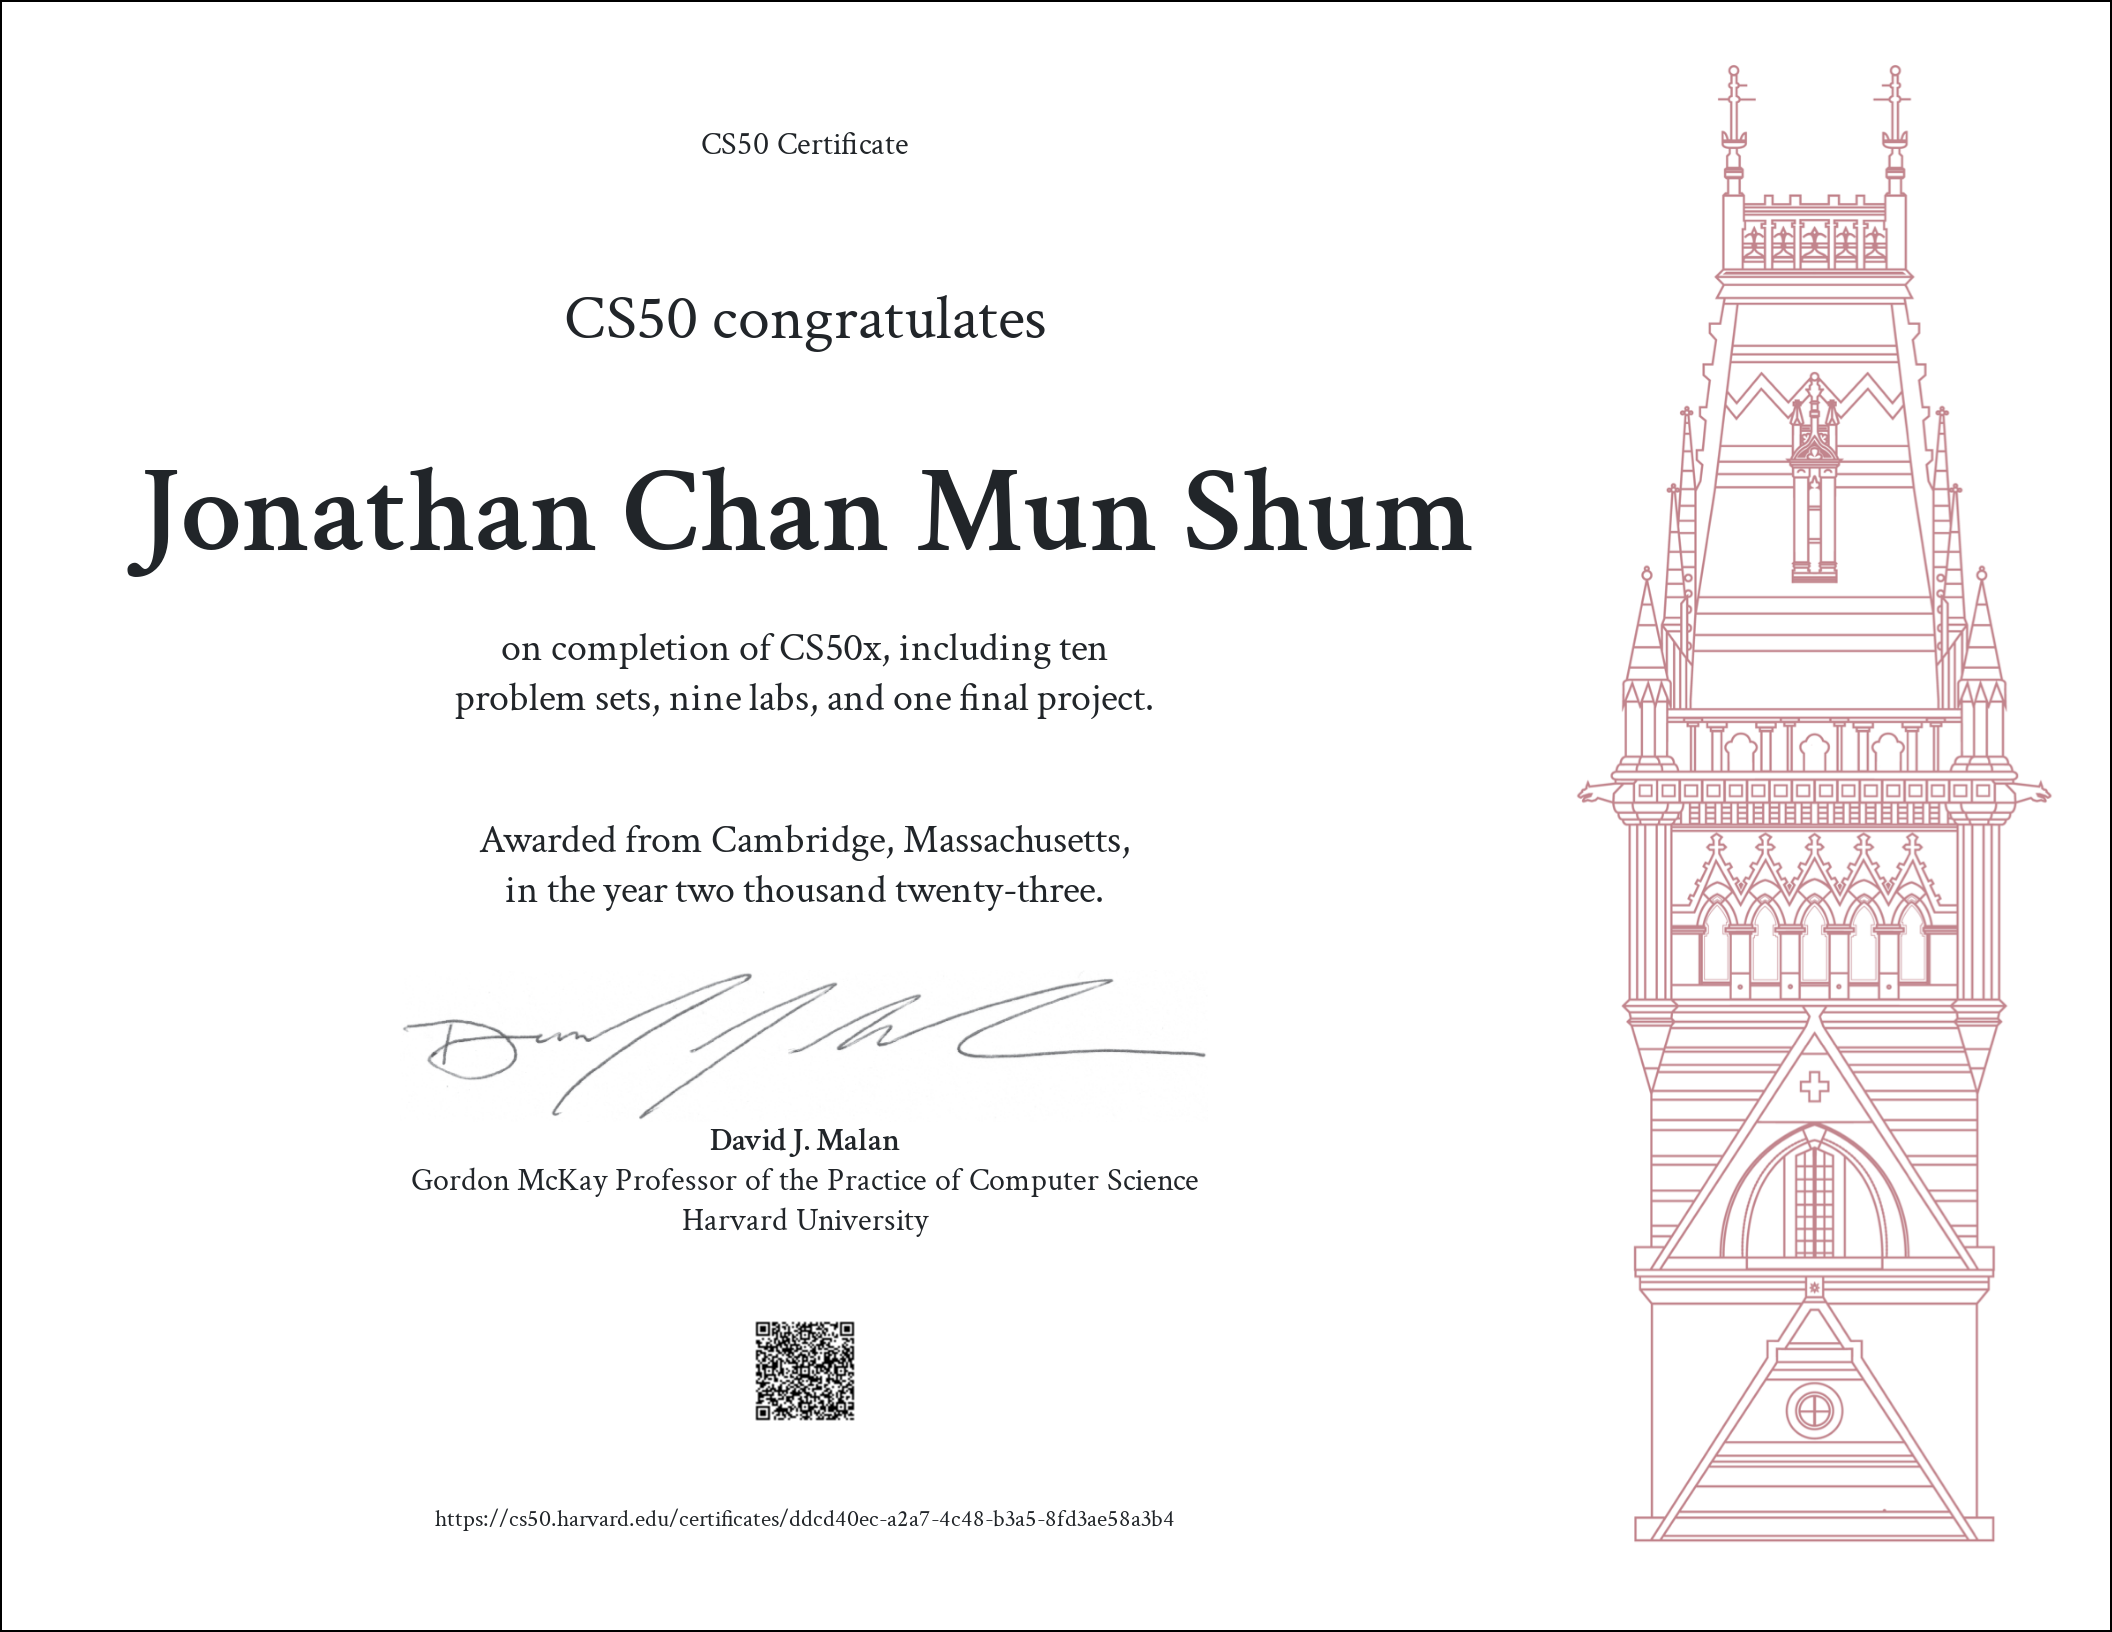 CS50 Certificate
CS50 congratulates
Jonathan Chan Mun Shum
on completion of CS50x, including ten
problem sets, nine labs, and one final project.
Awarded from Cambridge, Massachusetts,
in the year two thousand twenty-three.
David J. Malan
Gordon McKay Professor of the Practice of Computer Science
Harvard University
https://cs50.harvard.edu/certificates/ddcd40ec-a2a7-4c48-b3a5-8fd3ae58a3b4